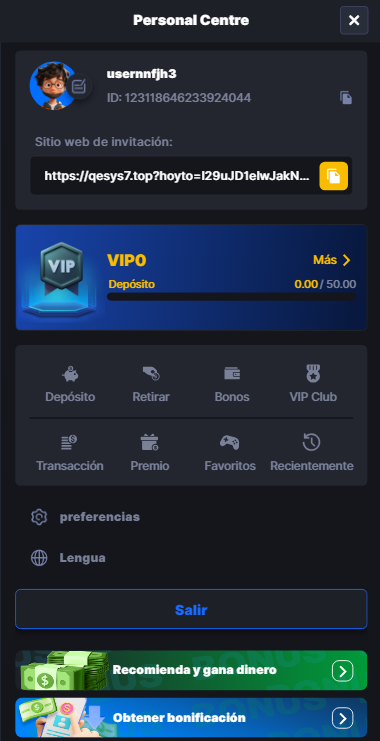 Personal Centre
usernnfjh3
ID: 123118646233924044
Sitio web de invitación:
https://qesys7.top?hoyto=I29uJD1elwJakN...
VIP
VIP0
Más
Depósito
0.00 / 50.00
Depósito
Retirar
Bonos
VIP Club
Transacción
Premio
Favoritos
Recientemente
preferencias
Lengua
Salir
Recomienda y gana dinero
BONUS
Obtener bonificación